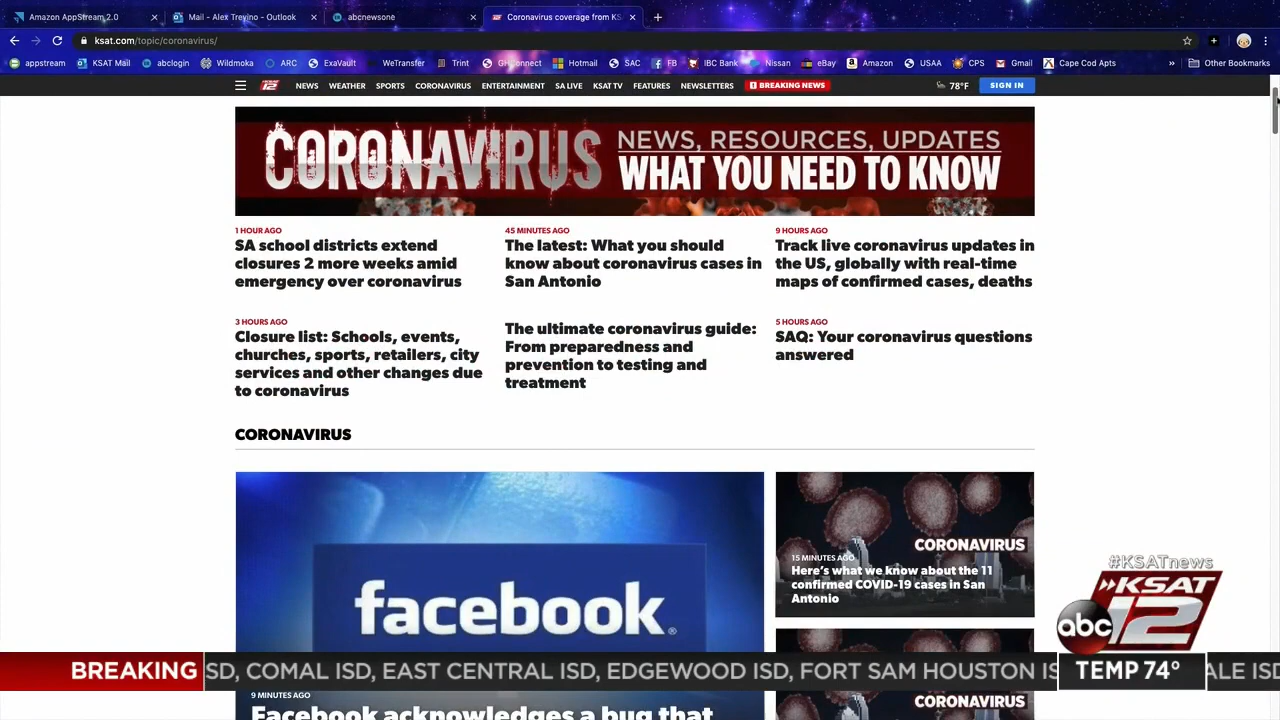 Amazon AppStream 2.0
Mail - Alex Trevino - Outlook
abcnewsone
Coronavirus coverage from KS
ksat.com/topic/coronavirus/
appstream
KSAT Mail
abclogin
Wildmoka
ARC
ExaVault
WeTransfer
Trint
GHConnect
Hotmail
SAC
FB
IBC Bank
Nissan
eBay
Amazon
USAA
CPS
Gmail
Cape Cod Apts
»
Other Bookmarks
KSAT 12
NEWS
WEATHER
SPORTS
CORONAVIRUS
ENTERTAINMENT
SA LIVE
KSAT TV
FEATURES
NEWSLETTERS
BREAKING NEWS
78°F
SIGN IN
CORONAVIRUS
NEWS, RESOURCES, UPDATES
WHAT YOU NEED TO KNOW
1 HOUR AGO
SA school districts extend
closures 2 more weeks amid
emergency over coronavirus
45 MINUTES AGO
The latest: What you should
know about coronavirus cases in
San Antonio
9 HOURS AGO
Track live coronavirus updates in
the US, globally with real-time
maps of confirmed cases, deaths
3 HOURS AGO
Closure list: Schools, events,
churches, sports, retailers, city
services and other changes due
to coronavirus
The ultimate coronavirus guide:
From preparedness and
prevention to testing and
treatment
5 HOURS AGO
SAQ: Your coronavirus questions
answered
CORONAVIRUS
facebook®
CORONAVIRUS
15 MINUTES AGO
Here's what we know about the 11
confirmed COVID-19 cases in San
Antonio
#KSATnews
KSAT
abc 12
BREAKING
SD, COMAL ISD, EAST CENTRAL ISD, EDGEWOOD ISD, FORT SAM HOUSTON IS
TEMP 74°
ALE ISD
9 MINUTES AGO
Facebook acknowledges a bug that
CORONAVIRUS